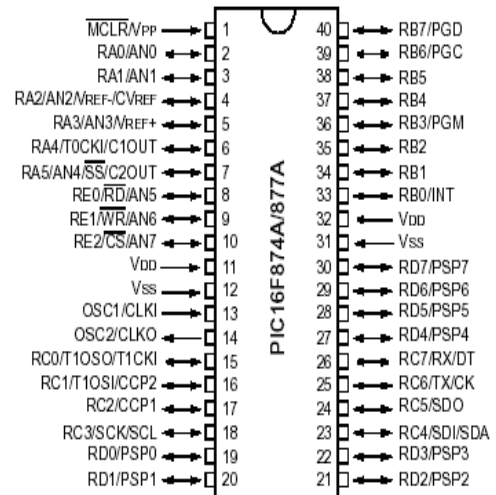 MCLR/VPP 1 40 RB7/PGD
RA0/AN0 2 39 RB6/PGC
RA1/AN1 3 38 RB5
RA2/AN2/VREF-/CVREF 4 37 RB4
RA3/AN3/VREF+ 5 36 RB3/PGM
RA4/T0CKI/C1OUT 6 35 RB2
RA5/AN4/SS/C2OUT 7 34 RB1
RE0/RD/AN5 8 33 RB0/INT
RE1/WR/AN6 9 32 VDD
RE2/CS/AN7 10 31 VSS
VDD 11 30 RD7/PSP7
VSS 12 29 RD6/PSP6
OSC1/CLKI 13 28 RD5/PSP5
OSC2/CLKO 14 27 RD4/PSP4
RC0/T1OSO/T1CKI 15 26 RC7/RX/DT
RC1/T1OSI/CCP2 16 25 RC6/TX/CK
RC2/CCP1 17 24 RC5/SDO
RC3/SCK/SCL 18 23 RC4/SDI/SDA
RD0/PSP0 19 22 RD3/PSP3
RD1/PSP1 20 21 RD2/PSP2
PIC16F874A/877A